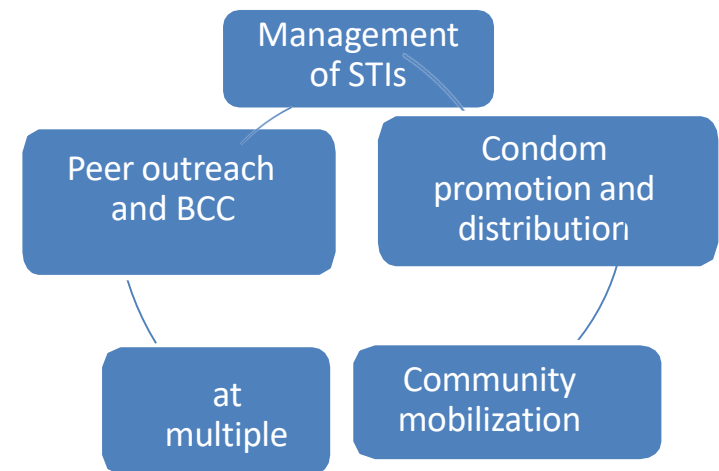 Management
of STIs
Condom
promotion and
distribution
Community
mobilization
at
multiple
Peer outreach
and BCC